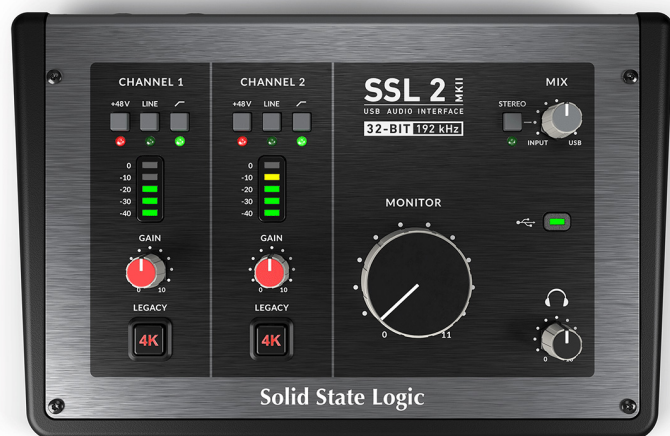 CHANNEL 1
+48V LINE
0
-10
-20
-30
-40
GAIN
0 10
LEGACY
4K
CHANNEL 2
+48V LINE
0
-10
-20
-30
-40
GAIN
0 10
LEGACY
4K
SSL 2 MKII
USB AUDIO INTERFACE
32-BIT 192 kHz
MIX
STEREO
INPUT USB
MONITOR
0 11
0
Solid State Logic